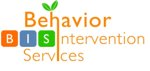 Behavior
BIS Intervention
Services